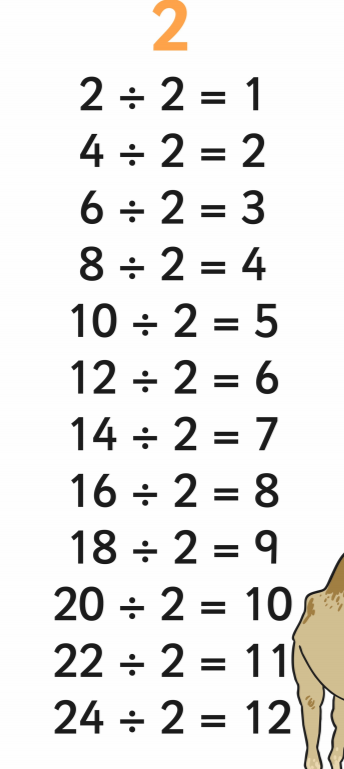 2
2 ÷ 2 = 1
4 ÷ 2 = 2
6 ÷ 2 = 3
8 ÷ 2 = 4
10 ÷ 2 = 5
12 ÷ 2 = 6
14 ÷ 2 = 7
16 ÷ 2 = 8
18 ÷ 2 = 9
20 ÷ 2 = 10
22 ÷ 2 = 11
24 ÷ 2 = 12